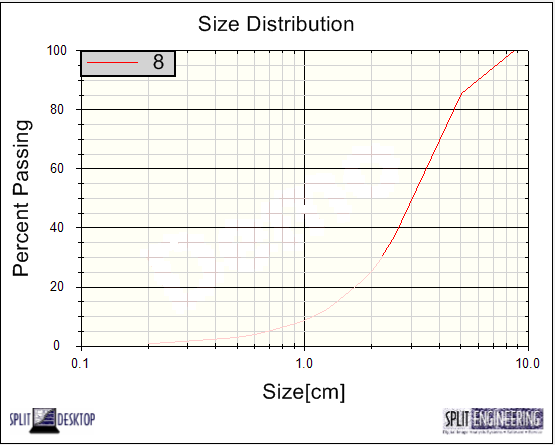 Size Distribution
8
100
80
60
40
20
0
Percent Passing
0.1
1.0
10.0
Size[cm]
SPLIT DESKTOP
SPLIT ENGINEERING